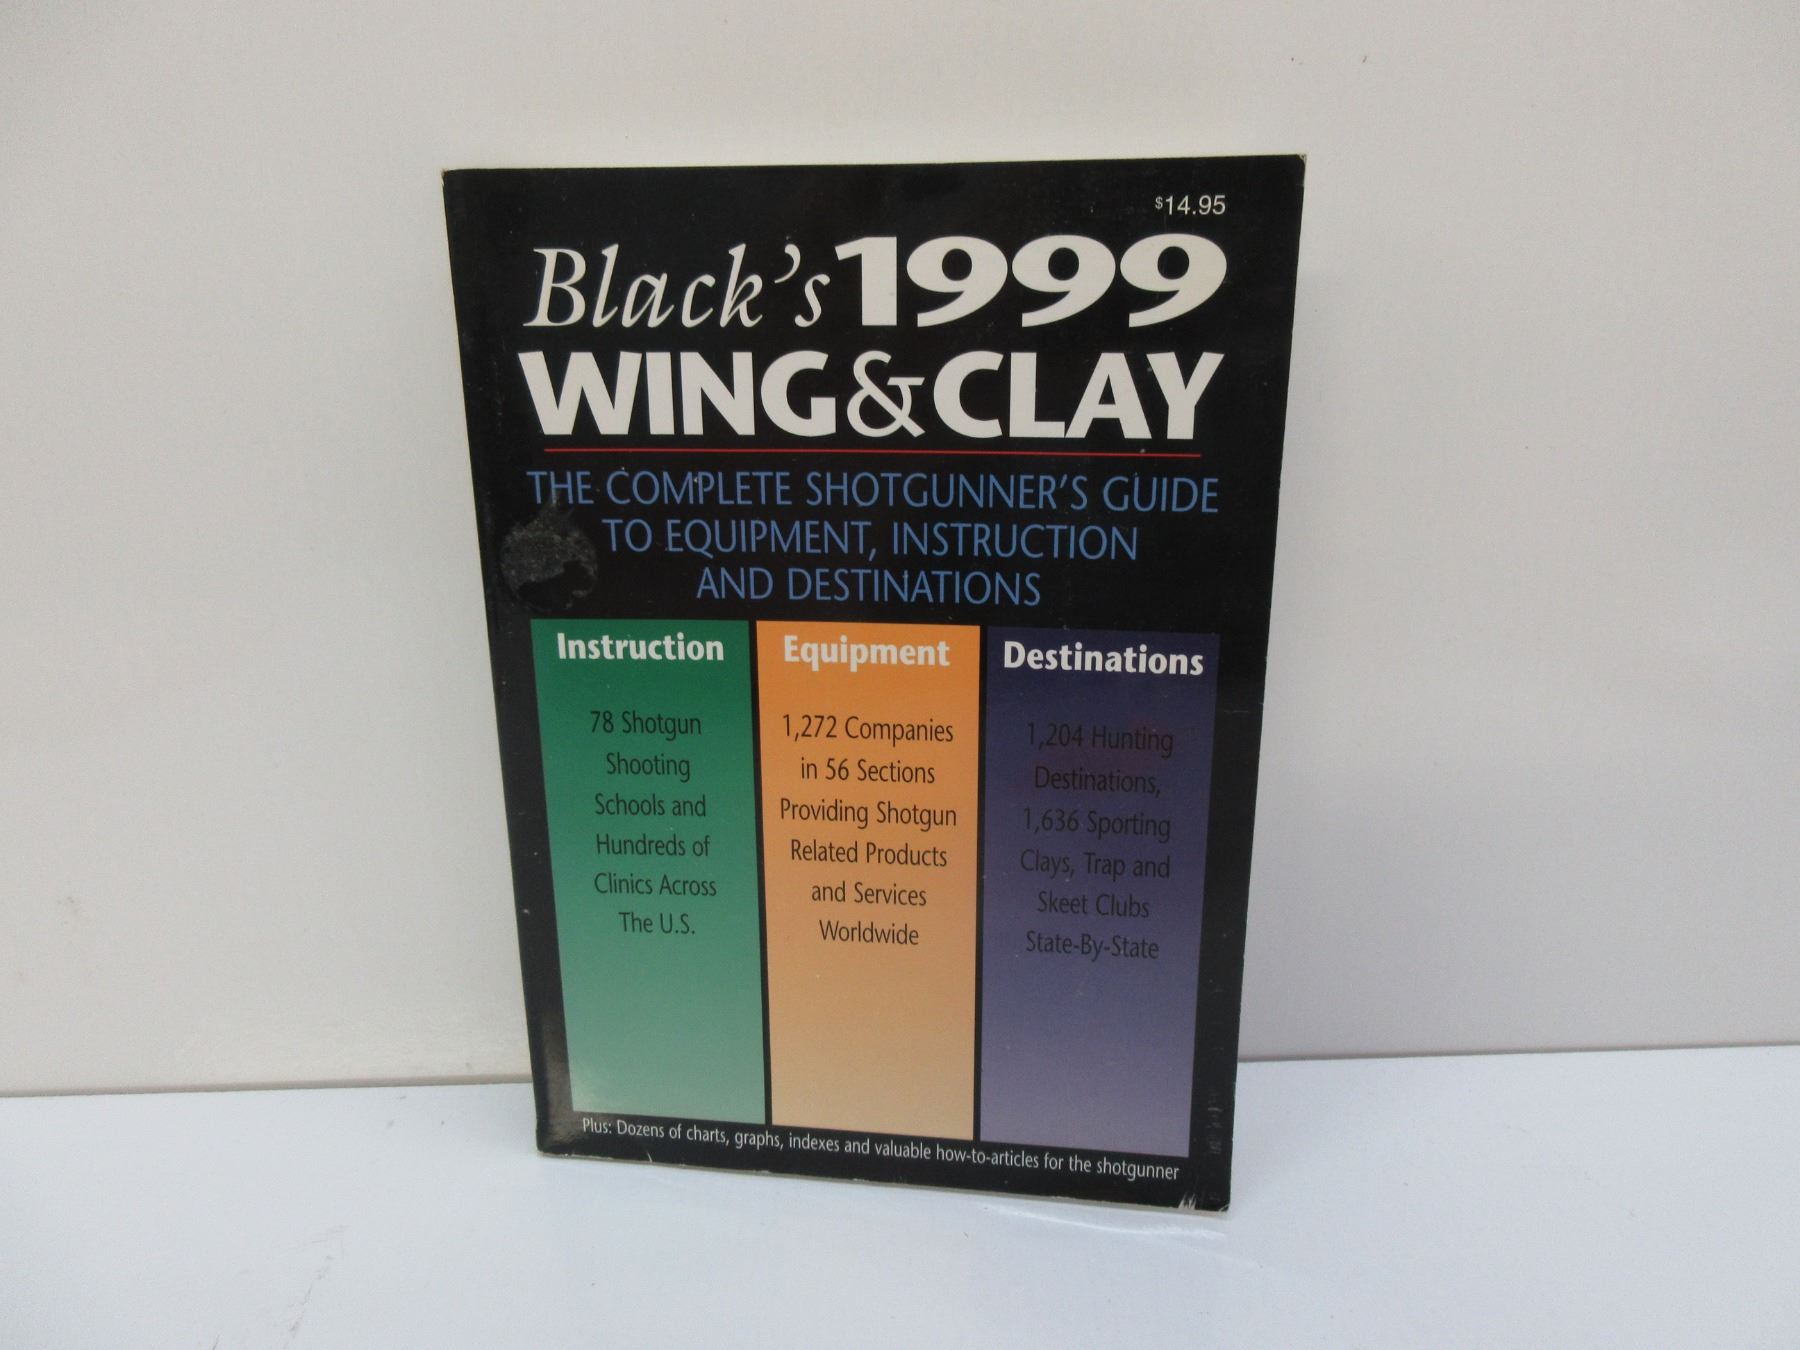 $14.95
Black's 1999
WING & CLAY
THE COMPLETE SHOTGUNNER'S GUIDE
TO EQUIPMENT, INSTRUCTION
AND DESTINATIONS
Instruction
78 Shotgun
Shooting
Schools and
Hundreds of
Clinics Across
The U.S.
Equipment
1,272 Companies
in 56 Sections
Providing Shotgun
Related Products
and Services
Worldwide
Destinations
1,204 Hunting
Destinations,
1,636 Sporting
Clays, Trap and
Skeet Clubs
State-By-State
Plus: Dozens of charts, graphs, indexes and valuable how-to-articles for the shotgunner